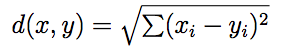 d(x, y) = √∑(xᵢ − yᵢ)²